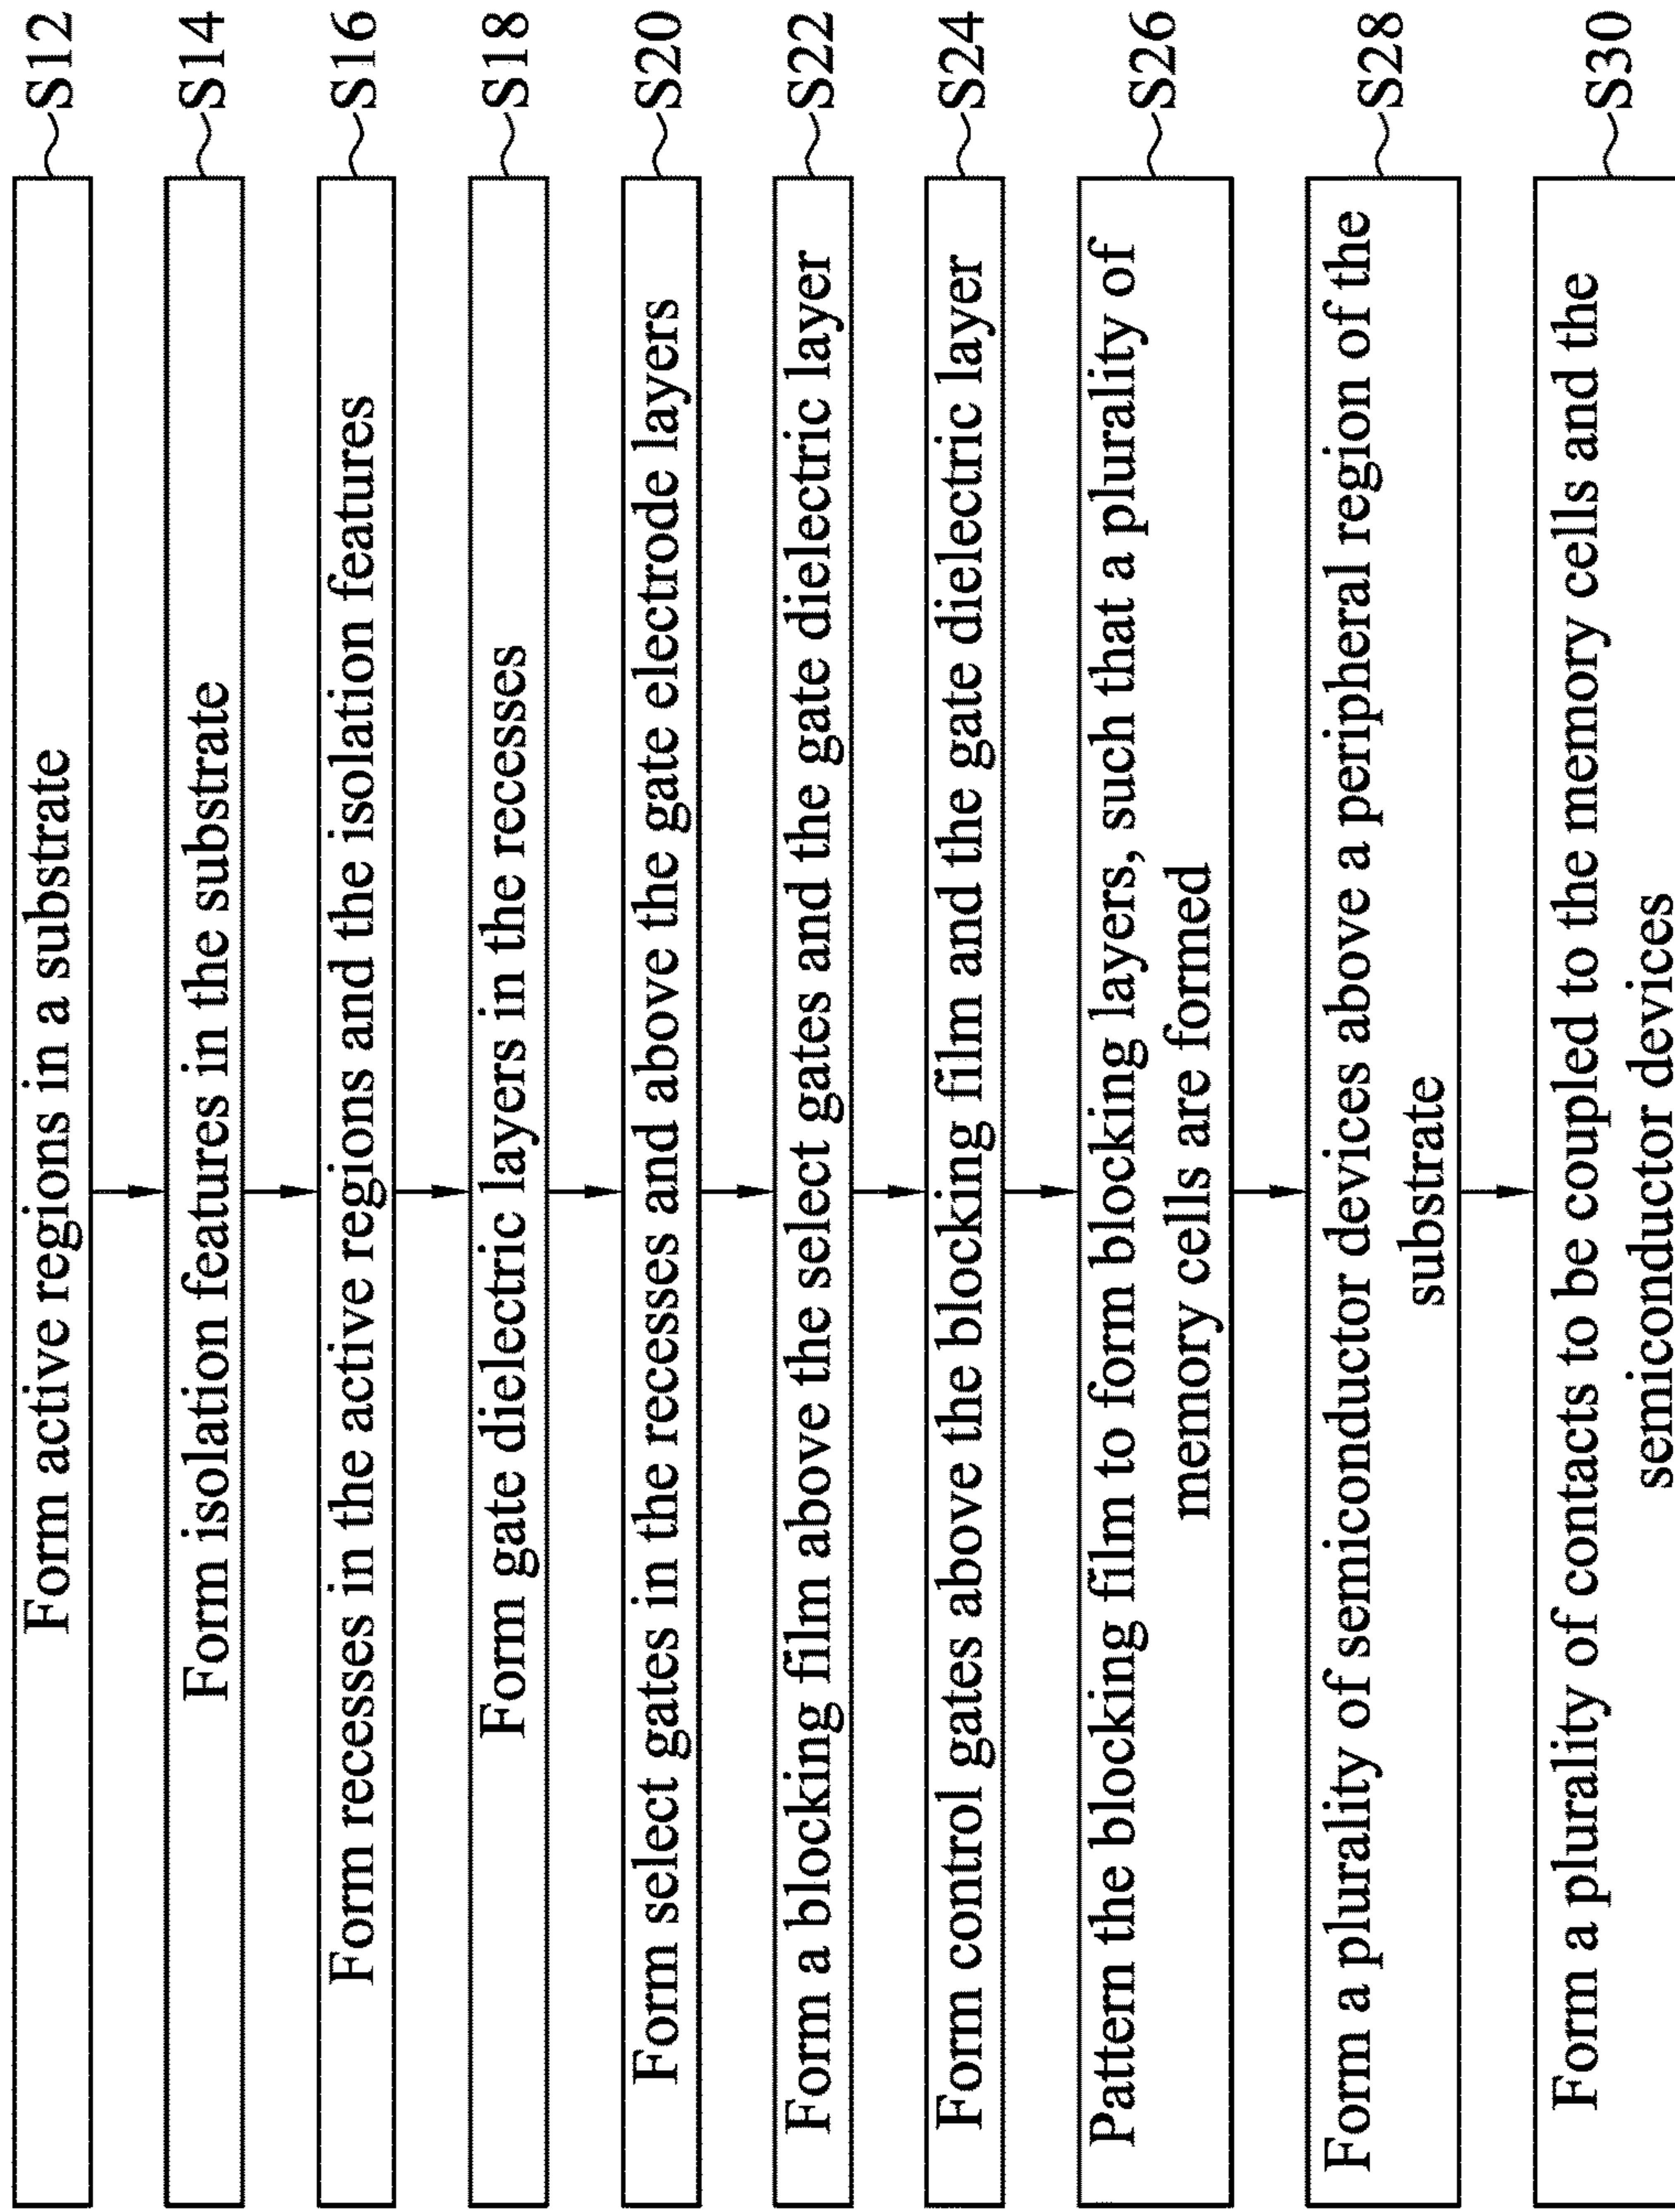 Form active regions in a substrate
S12
Form isolation features in the substrate
S14
Form recesses in the active regions and the isolation features
S16
Form gate dielectric layers in the recesses
S18
Form select gates in the recesses and above the gate electrode layers
S20
Form a blocking film above the select gates and the gate dielectric layer
S22
Form control gates above the blocking film and the gate dielectric layer
S24
Pattern the blocking film to form blocking layers, such that a plurality of
memory cells are formed
S26
Form a plurality of semiconductor devices above a peripheral region of the
substrate
S28
Form a plurality of contacts to be coupled to the memory cells and the
semiconductor devices
S30